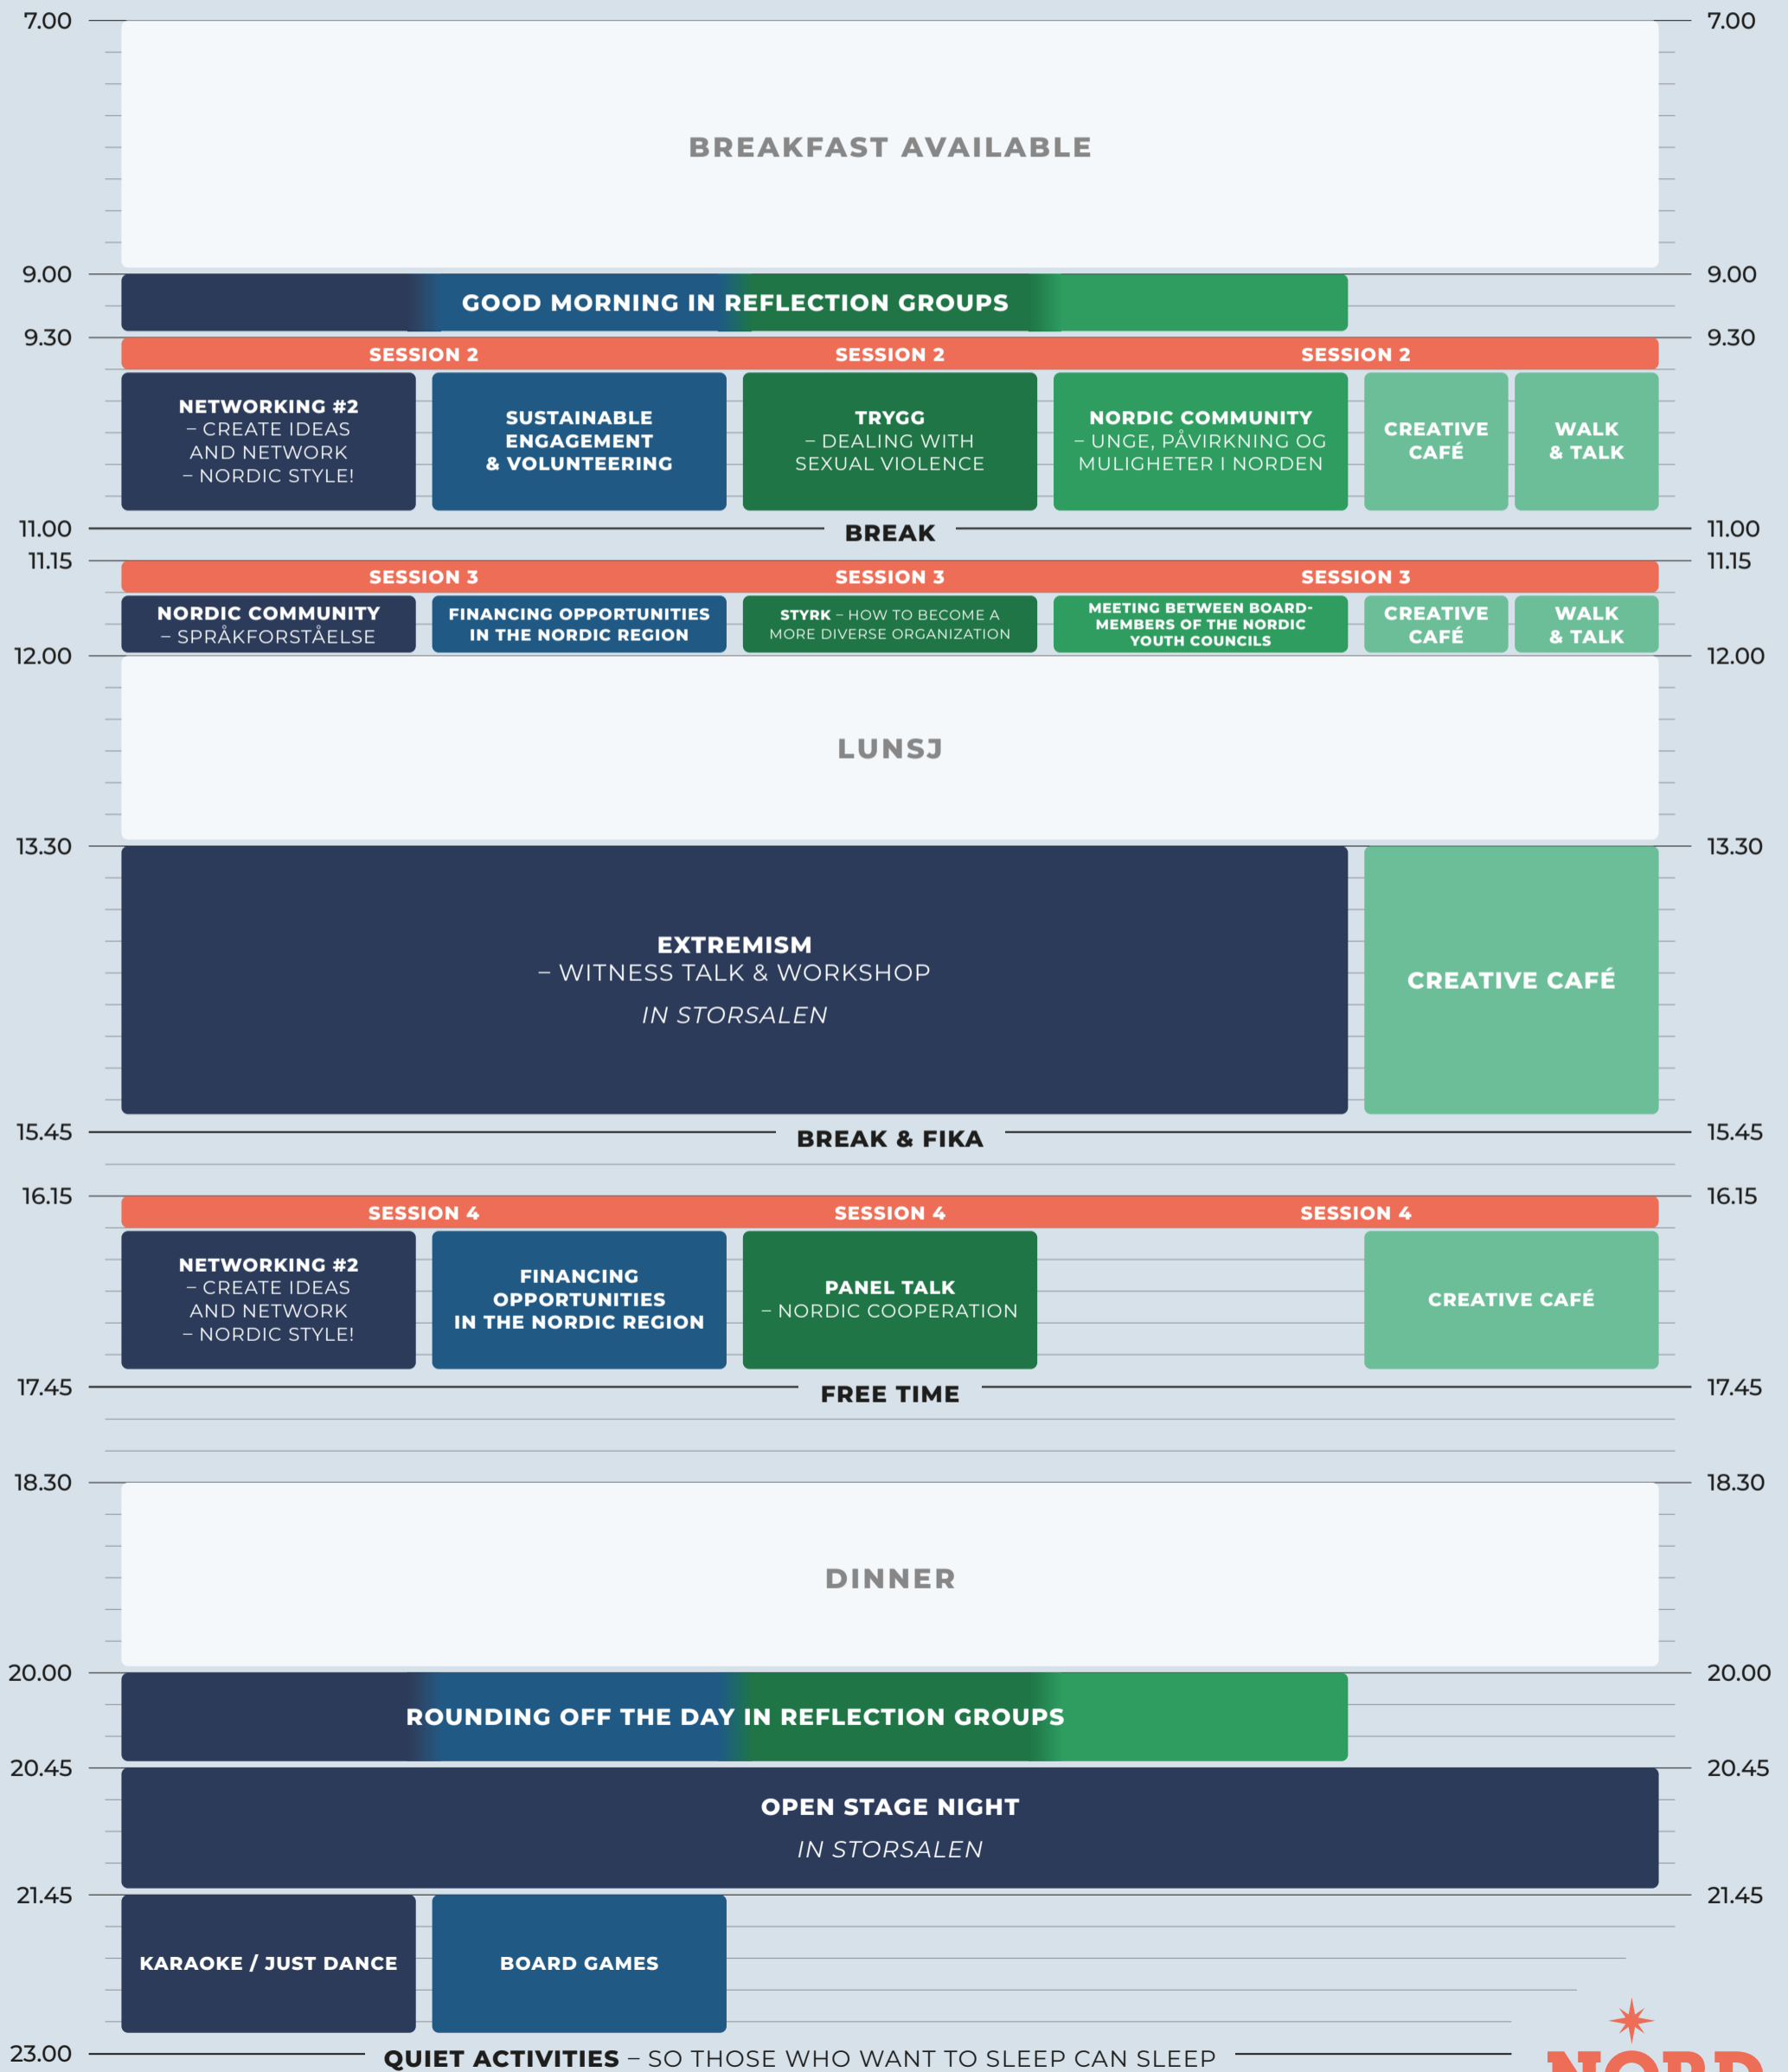 7.00 7.00
BREAKFAST AVAILABLE
9.00 9.00
GOOD MORNING IN REFLECTION GROUPS
9.30 9.30
SESSION 2 SESSION 2 SESSION 2
NETWORKING #2
– CREATE IDEAS
AND NETWORK
– NORDIC STYLE!
SUSTAINABLE
ENGAGEMENT
& VOLUNTEERING
TRYGG
– DEALING WITH
SEXUAL VIOLENCE
NORDIC COMMUNITY
– UNGE, PÅVIRKNING OG
MULIGHETER I NORDEN
CREATIVE
CAFÉ
WALK
& TALK
11.00 BREAK 11.00
11.15 11.15
SESSION 3 SESSION 3 SESSION 3
NORDIC COMMUNITY
– SPRÅKFORSTÅELSE
FINANCING OPPORTUNITIES
IN THE NORDIC REGION
STYRK – HOW TO BECOME A
MORE DIVERSE ORGANIZATION
MEETING BETWEEN BOARD-
MEMBERS OF THE NORDIC
YOUTH COUNCILS
CREATIVE
CAFÉ
WALK
& TALK
12.00 12.00
LUNSJ
13.30 13.30
EXTREMISM
– WITNESS TALK & WORKSHOP
IN STORSALEN
CREATIVE CAFÉ
15.45 BREAK & FIKA 15.45
16.15 16.15
SESSION 4 SESSION 4 SESSION 4
NETWORKING #2
– CREATE IDEAS
AND NETWORK
– NORDIC STYLE!
FINANCING
OPPORTUNITIES
IN THE NORDIC REGION
PANEL TALK
– NORDIC COOPERATION
CREATIVE CAFÉ
17.45 FREE TIME 17.45
18.30 18.30
DINNER
20.00 20.00
ROUNDING OFF THE DAY IN REFLECTION GROUPS
20.45 20.45
OPEN STAGE NIGHT
IN STORSALEN
21.45 21.45
KARAOKE / JUST DANCE
BOARD GAMES
23.00 QUIET ACTIVITIES – SO THOSE WHO WANT TO SLEEP CAN SLEEP
NORD